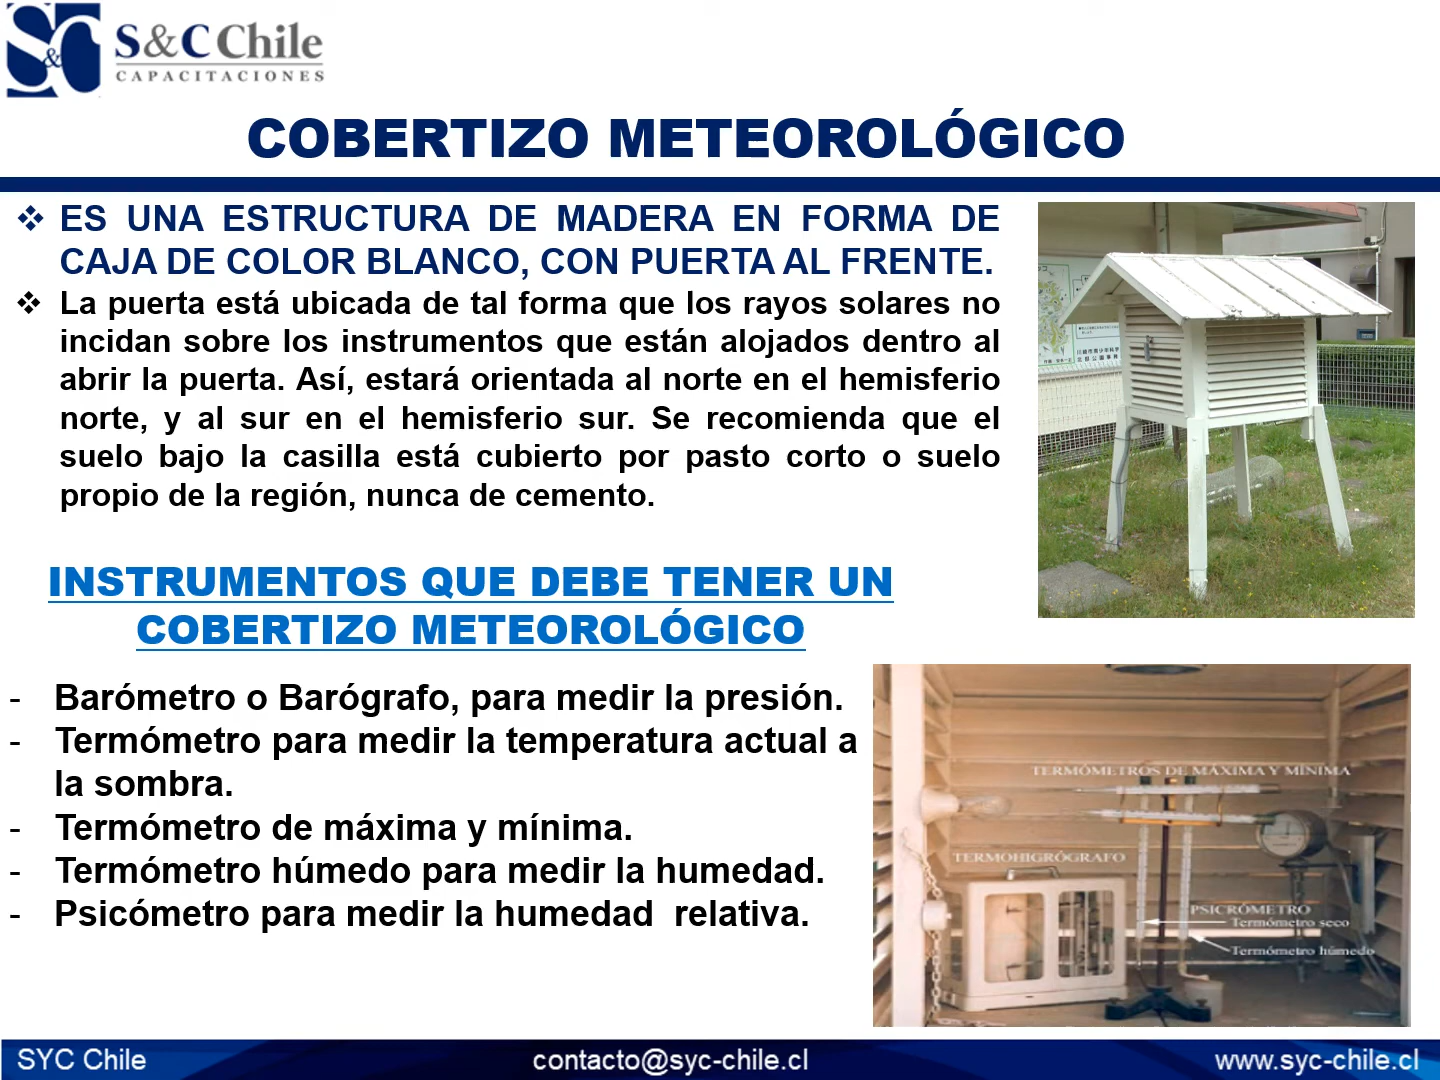 S&C Chile
CAPACITACIONES
COBERTIZO METEOROLÓGICO
❖ ES UNA ESTRUCTURA DE MADERA EN FORMA DE
CAJA DE COLOR BLANCO, CON PUERTA AL FRENTE.
❖ La puerta está ubicada de tal forma que los rayos solares no
incidan sobre los instrumentos que están alojados dentro al
abrir la puerta. Así, estará orientada al norte en el hemisferio
norte, y al sur en el hemisferio sur. Se recomienda que el
suelo bajo la casilla está cubierto por pasto corto o suelo
propio de la región, nunca de cemento.
INSTRUMENTOS QUE DEBE TENER UN
COBERTIZO METEOROLÓGICO
- Barómetro o Barógrafo, para medir la presión.
- Termómetro para medir la temperatura actual a
la sombra.
- Termómetro de máxima y mínima.
- Termómetro húmedo para medir la humedad.
- Psicómetro para medir la humedad relativa.
TERMÓMETROS DE MÁXIMA Y MÍNIMA
TERMOHIGRÓGRAFO
PSICRÓMETRO
Termómetro seco
Termómetro húmedo
SYC Chile
contacto@syc-chile.cl
www.syc-chile.cl